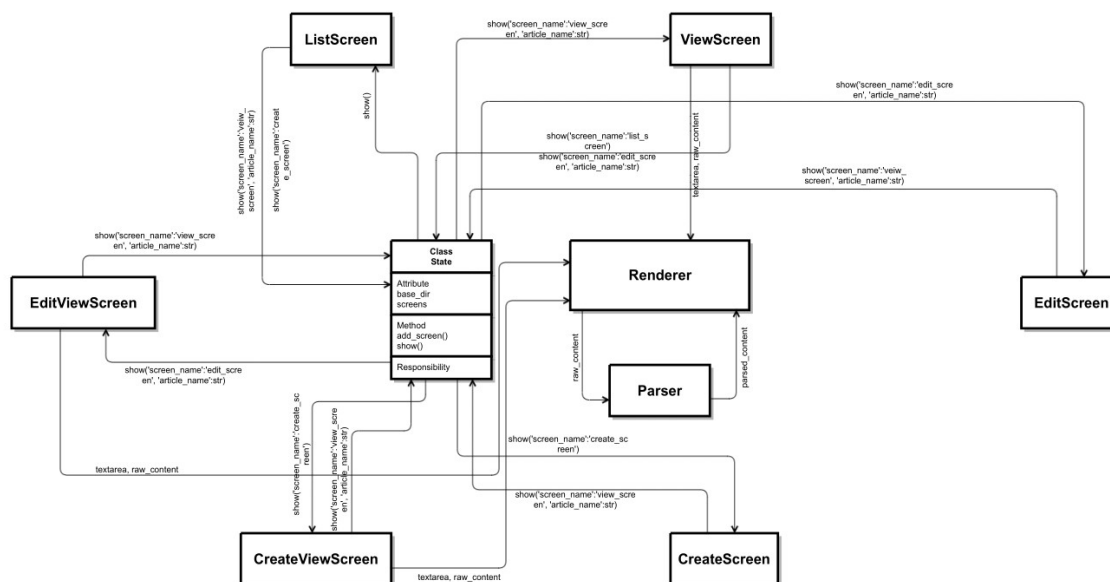 show('screen_name':'view_scre
en', 'article_name':str)
ListScreen
ViewScreen
show('screen_name':'edit_scre
en', 'article_name':str)
show()
show('screen_name':'veiw_
screen', 'article_name':str)
show('screen_name':'creat
e_screen')
show('screen_name':'list_s
creen')
show('screen_name':'edit_scre
en', 'article_name':str)
textarea, raw_content
show('screen_name':'veiw_
screen', 'article_name':str)
show('screen_name':'view_scre
en', 'article_name':str)
Class
State
Attribute
base_dir
screens
Method
add_screen()
show()
Responsibility
Renderer
EditViewScreen
EditScreen
show('screen_name':'edit_scre
en', 'article_name':str)
raw_content
parsed_content
Parser
show('screen_name':'create_sc
reen')
show('screen_name':'view_scre
en', 'article_name':str)
show('screen_name':'create_sc
reen')
textarea, raw_content
show('screen_name':'view_scre
en', 'article_name':str)
CreateViewScreen
CreateScreen
textarea, raw_content